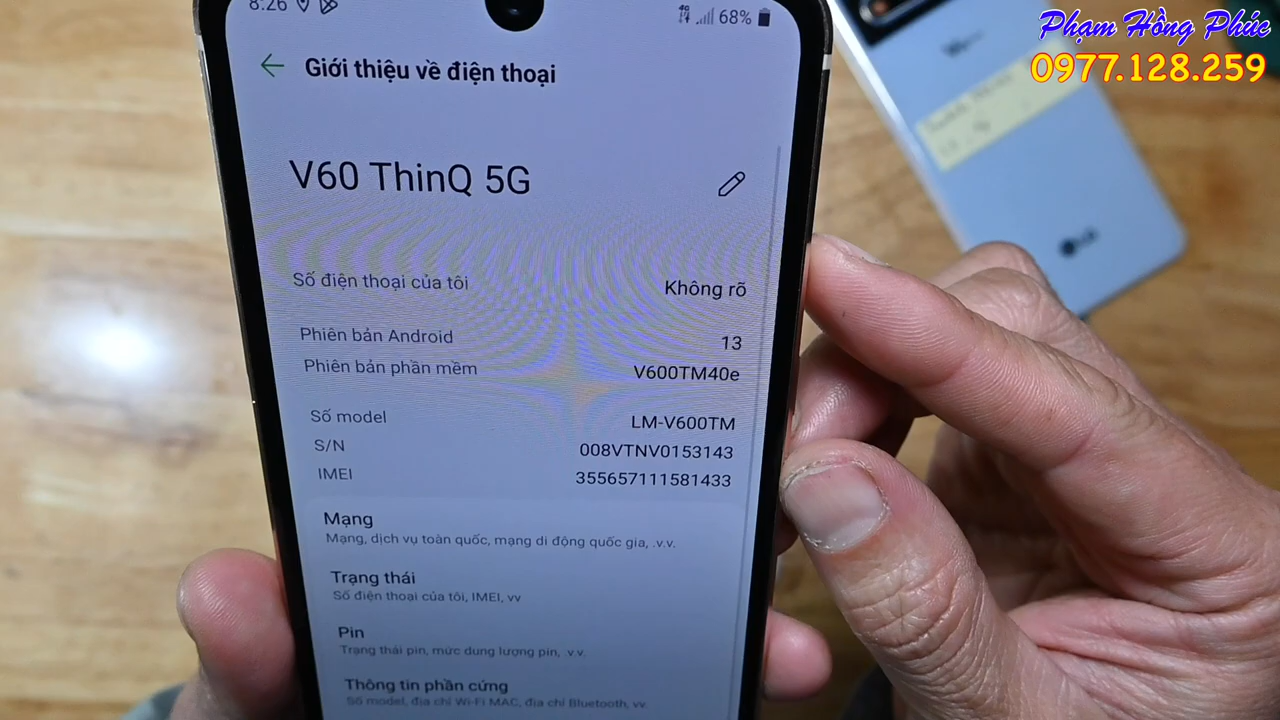 8:26
4G
68%
Phạm Hồng Phúc
0977.128.259
Giới thiệu về điện thoại
V60 ThinQ 5G
Số điện thoại của tôi Không rõ
Phiên bản Android 13
Phiên bản phần mềm V600TM40e
Số model LM-V600TM
S/N 008VTNV0153143
IMEI 355657111581433
Mạng
Mạng, dịch vụ toàn quốc, mạng di động quốc gia, .v.v.
Trạng thái
Số điện thoại của tôi, IMEI, vv
Pin
Trạng thái pin, mức dung lượng pin, .v.v.
Thông tin phần cứng
Số model, địa chỉ Wi-Fi MAC, địa chỉ Bluetooth, vv.
LG